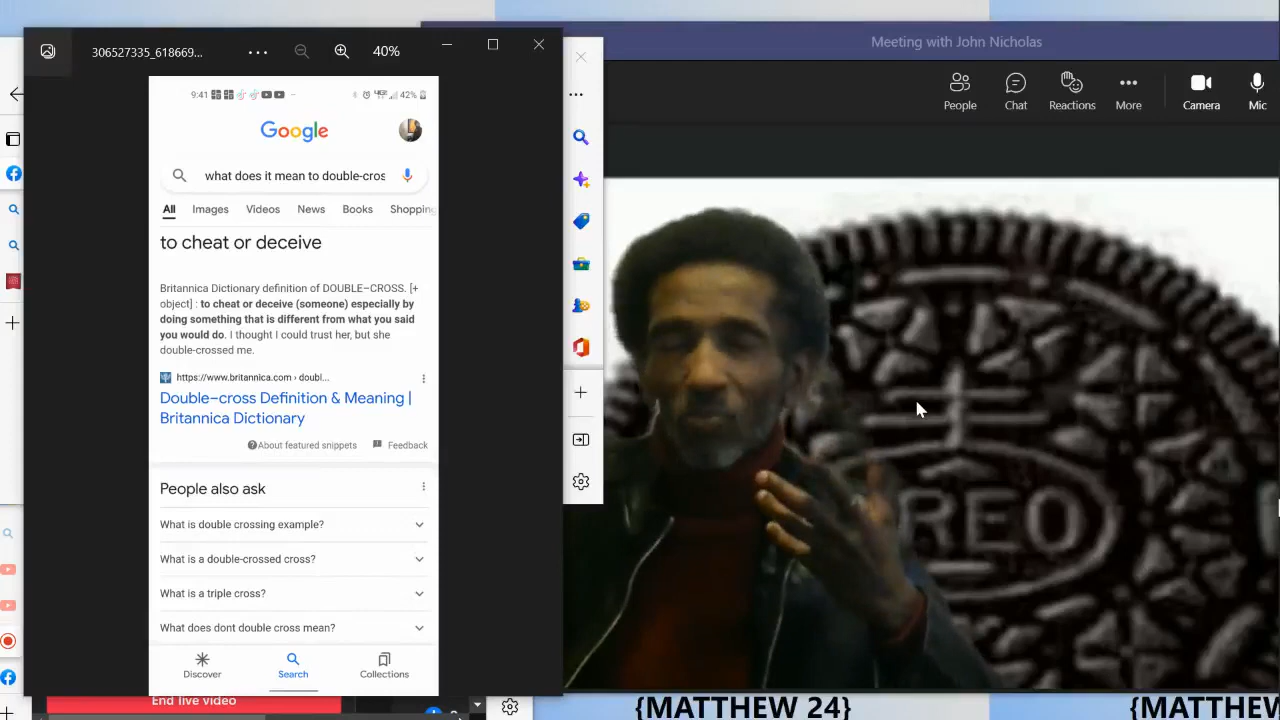 306527335_618669...
40%
9:41
42%
Google
what does it mean to double-cros
All
Images
Videos
News
Books
Shopping
to cheat or deceive
Britannica Dictionary definition of DOUBLE–CROSS. [+
object] : to cheat or deceive (someone) especially by
doing something that is different from what you said
you would do. I thought I could trust her, but she
double-crossed me.
https://www.britannica.com › doubl...
Double–cross Definition & Meaning |
Britannica Dictionary
About featured snippets
Feedback
People also ask
What is double crossing example?
What is a double-crossed cross?
What is a triple cross?
What does dont double cross mean?
Discover
Search
Collections
End live video
Meeting with John Nicholas
People
Chat
Reactions
More
Camera
Mic
REO
{MATTHEW 24}
{MATTHEW